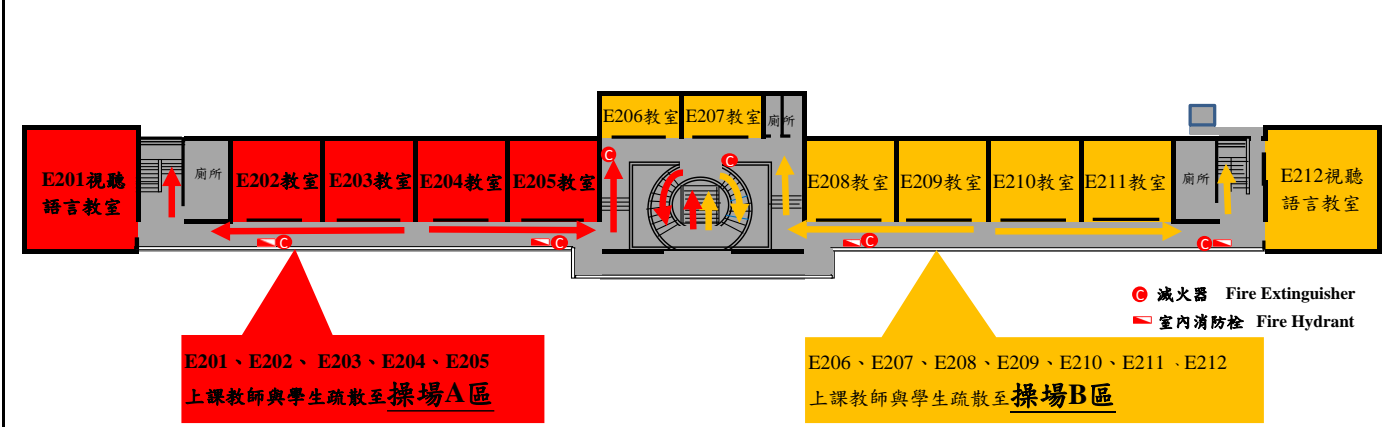 E206教室
E207教室
廁所
E201視聽
語言教室
廁所
E202教室
E203教室
E204教室
E205教室
E208教室
E209教室
E210教室
E211教室
廁所
E212視聽
語言教室
C
C
C
C
C
C
C 滅火器 Fire Extinguisher
室內消防栓 Fire Hydrant
E201、E202、 E203、E204、E205
上課教師與學生疏散至操場A區
E206、E207、E208、E209、E210、E211 、E212
上課教師與學生疏散至操場B區